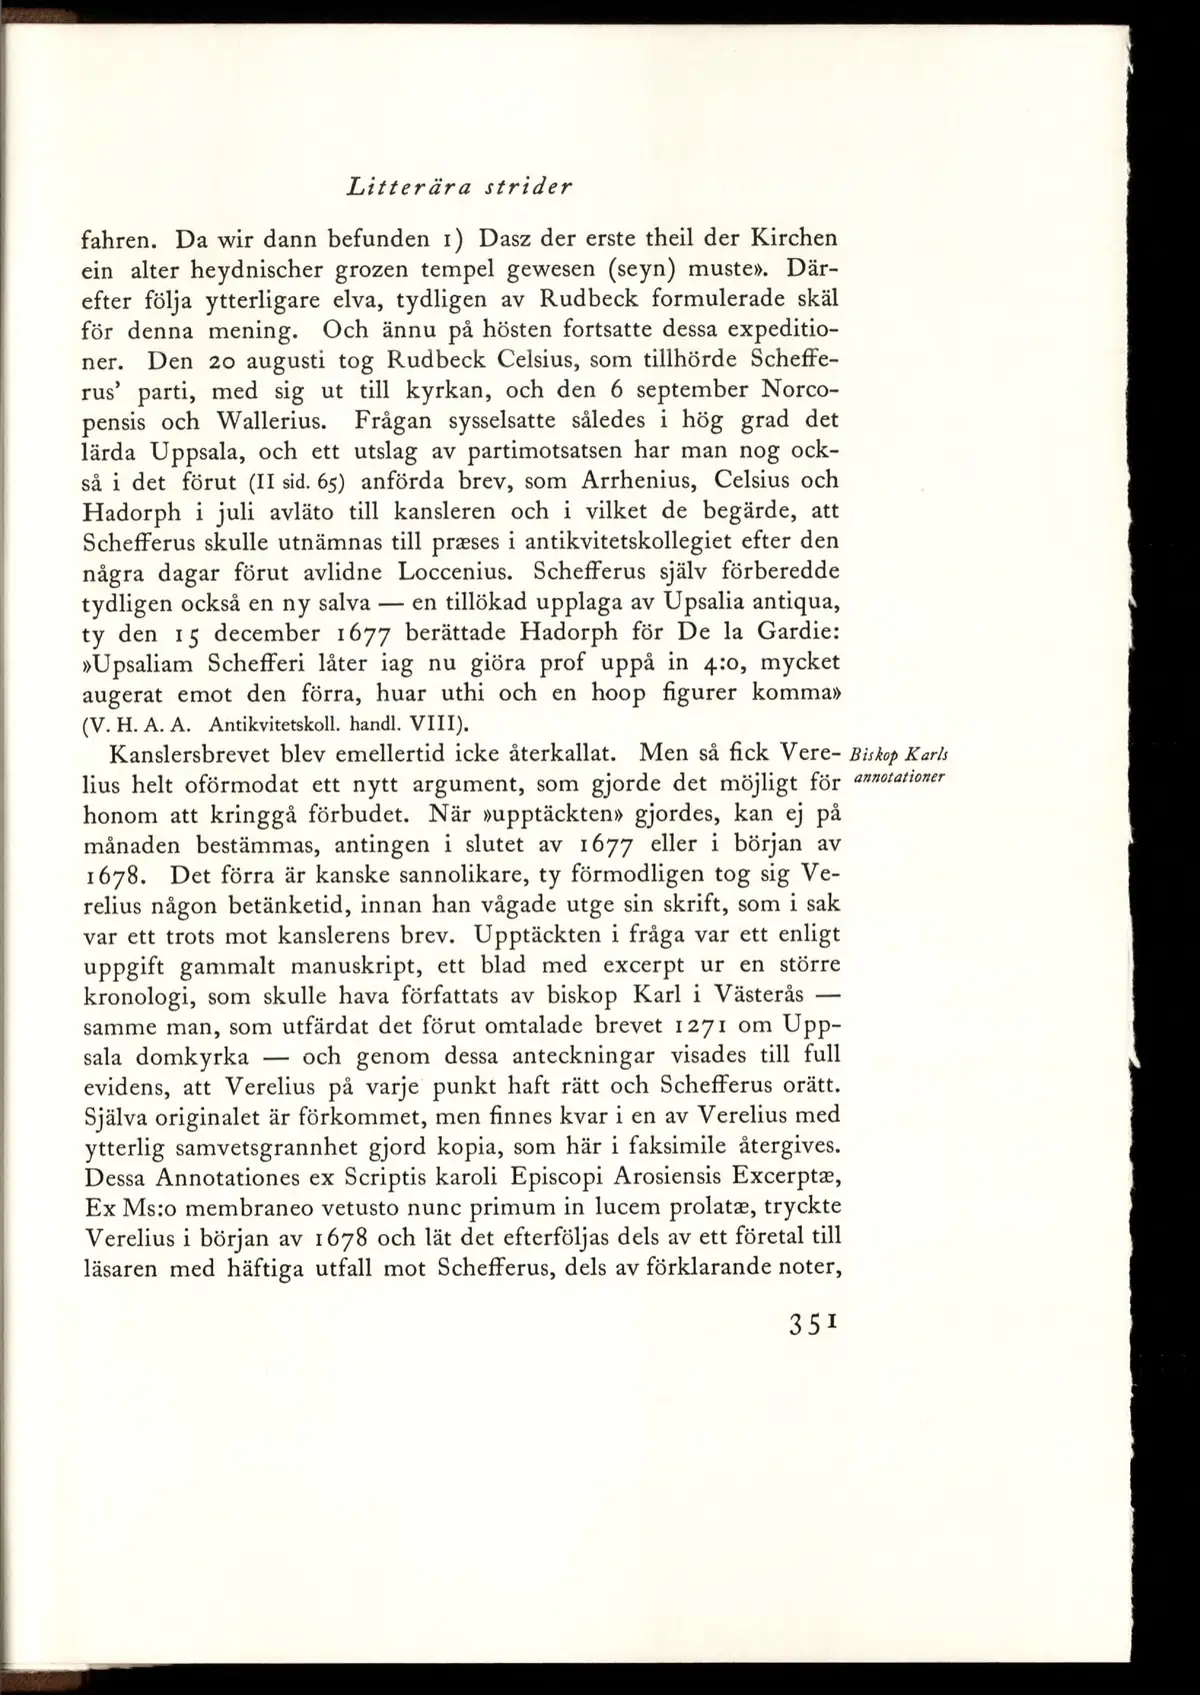 Litterära strider
fahren. Da wir dann befunden 1) Dasz der erste theil der Kirchen
ein alter heydnischer grozen tempel gewesen (seyn) muste». Där-
efter följa ytterligare elva, tydligen av Rudbeck formulerade skäl
för denna mening. Och ännu på hösten fortsatte dessa expeditio-
ner. Den 20 augusti tog Rudbeck Celsius, som tillhörde Scheffe-
rus’ parti, med sig ut till kyrkan, och den 6 september Norco-
pensis och Wallerius. Frågan sysselsatte således i hög grad det
lärda Uppsala, och ett utslag av partimotsatsen har man nog ock-
så i det förut (II sid. 65) anförda brev, som Arrhenius, Celsius och
Hadorph i juli avläto till kansleren och i vilket de begärde, att
Schefferus skulle utnämnas till præses i antikvitetskollegiet efter den
några dagar förut avlidne Loccenius. Schefferus själv förberedde
tydligen också en ny salva — en tillökad upplaga av Upsalia antiqua,
ty den 15 december 1677 berättade Hadorph för De la Gardie:
»Upsaliam Schefferi låter iag nu giöra prof uppå in 4:o, mycket
augerat emot den förra, huar uthi och en hoop figurer komma»
(V. H. A. A. Antikvitetskoll. handl. VIII).
Kanslersbrevet blev emellertid icke återkallat. Men så fick Vere-
Biskop Karls
annotationer
lius helt oförmodat ett nytt argument, som gjorde det möjligt för
honom att kringgå förbudet. När »upptäckten» gjordes, kan ej på
månaden bestämmas, antingen i slutet av 1677 eller i början av
1678. Det förra är kanske sannolikare, ty förmodligen tog sig Ve-
relius någon betänketid, innan han vågade utge sin skrift, som i sak
var ett trots mot kanslerens brev. Upptäckten i fråga var ett enligt
uppgift gammalt manuskript, ett blad med excerpt ur en större
kronologi, som skulle hava författats av biskop Karl i Västerås —
samme man, som utfärdat det förut omtalade brevet 1271 om Upp-
sala domkyrka — och genom dessa anteckningar visades till full
evidens, att Verelius på varje punkt haft rätt och Schefferus orätt.
Själva originalet är förkommet, men finnes kvar i en av Verelius med
ytterlig samvetsgrannhet gjord kopia, som här i faksimile återgives.
Dessa Annotationes ex Scriptis karoli Episcopi Arosiensis Excerptæ,
Ex Ms:o membraneo vetusto nunc primum in lucem prolatæ, tryckte
Verelius i början av 1678 och lät det efterföljas dels av ett företal till
läsaren med häftiga utfall mot Schefferus, dels av förklarande noter,
351